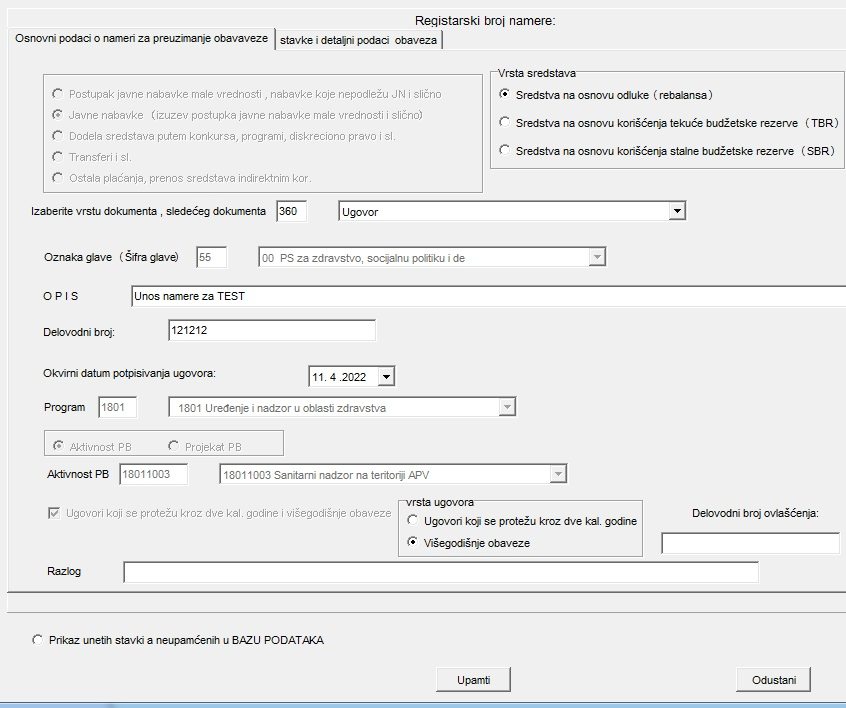 Registarski broj namere:
Osnovni podaci o nameri za preuzimanje obavaveze
stavke i detaljni podaci obaveza
Postupak javne nabavke male vrednosti , nabavke koje nepodležu JN i slično
Javne nabavke (izuzev postupka javne nabavke male vrednosti i slično)
Dodela sredstava putem konkursa, programi, diskreciono pravo i sl.
Transferi i sl.
Ostala plaćanja, prenos sredstava indirektnim kor.
Vrsta sredstava
Sredstva na osnovu odluke ( rebalansa )
Sredstva na osnovu korišćenja tekuće budžetske rezerve ( TBR )
Sredstva na osnovu korišćenja stalne budžetske rezerve ( SBR )
Izaberite vrstu dokumenta , sledećeg dokumenta 360 Ugovor
Oznaka glave ( Šifra glave) 55 00 PS za zdravstvo, socijalnu politiku i de
O P I S Unos namere za TEST
Delovodni broj: 121212
Okvirni datum potpisivanja ugovora: 11. 4 .2022
Program 1801 1801 Uređenje i nadzor u oblasti zdravstva
Aktivnost PB Projekat PB
Aktivnost PB 18011003 18011003 Sanitarni nadzor na teritoriji APV
Ugovori koji se protežu kroz dve kal. godine i višegodišnje obaveze
Vrsta ugovora
Ugovori koji se protežu kroz dve kal. godine
Višegodišnje obaveze
Delovodni broj ovlašćenja:
Razlog
Prikaz unetih stavki a neupamćenih u BAZU PODATAKA
Upamti Odustani